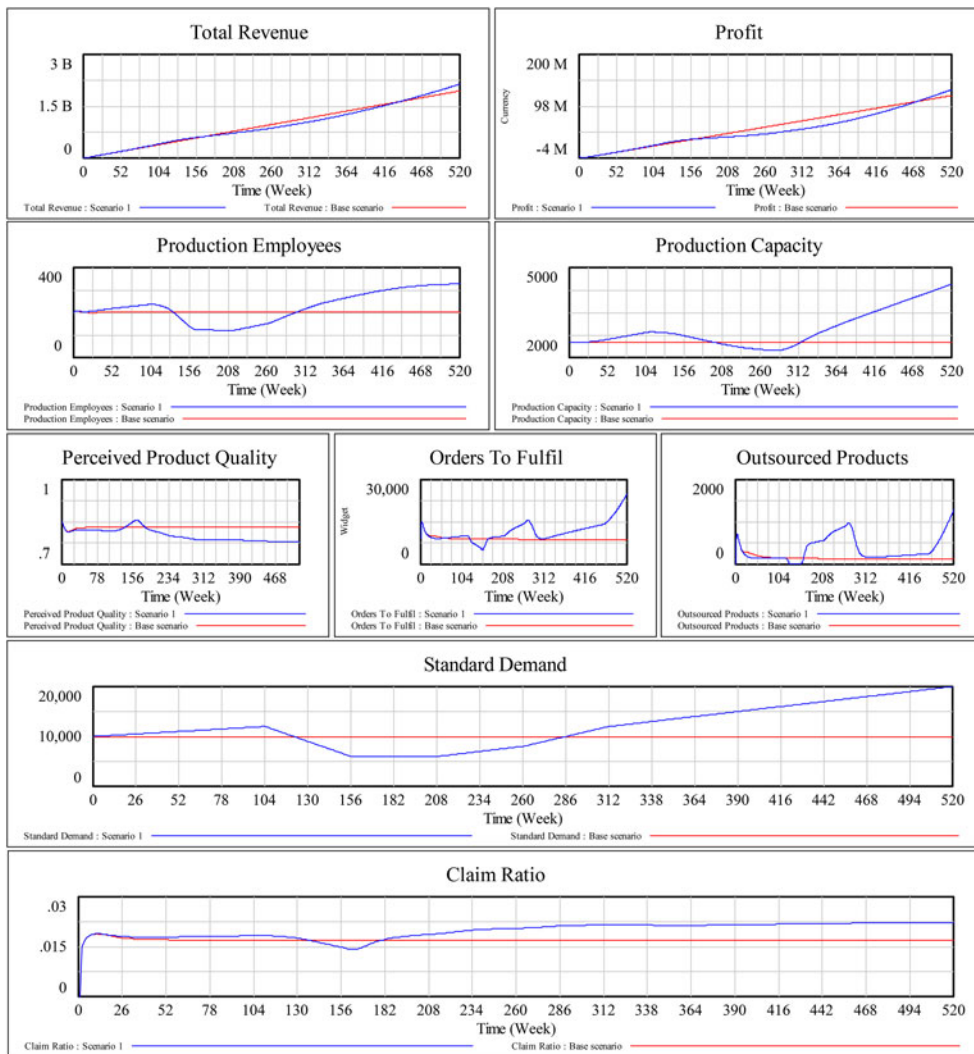 Total Revenue
3 B
1.5 B
0
0 52 104 156 208 260 312 364 416 468 520
Time (Week)
Total Revenue : Scenario 1
Total Revenue : Base scenario
Profit
Currency
200 M
98 M
-4 M
0 52 104 156 208 260 312 364 416 468 520
Time (Week)
Profit : Scenario 1
Profit : Base scenario
Production Employees
400
0
0 52 104 156 208 260 312 364 416 468 520
Time (Week)
Production Employees : Scenario 1
Production Employees : Base scenario
Production Capacity
5000
2000
0 52 104 156 208 260 312 364 416 468 520
Time (Week)
Production Capacity : Scenario 1
Production Capacity : Base scenario
Perceived Product Quality
1
.7
0 78 156 234 312 390 468
Time (Week)
Perceived Product Quality : Scenario 1
Perceived Product Quality : Base scenario
Orders To Fulfil
Widget
30,000
0
0 104 208 312 416 520
Time (Week)
Orders To Fulfil : Scenario 1
Orders To Fulfil : Base scenario
Outsourced Products
2000
0
0 104 208 312 416 520
Time (Week)
Outsourced Products : Scenario 1
Outsourced Products : Base scenario
Standard Demand
20,000
10,000
0
0 26 52 78 104 130 156 182 208 234 260 286 312 338 364 390 416 442 468 494 520
Time (Week)
Standard Demand : Scenario 1
Standard Demand : Base scenario
Claim Ratio
.03
.015
0
0 26 52 78 104 130 156 182 208 234 260 286 312 338 364 390 416 442 468 494 520
Time (Week)
Claim Ratio : Scenario 1
Claim Ratio : Base scenario